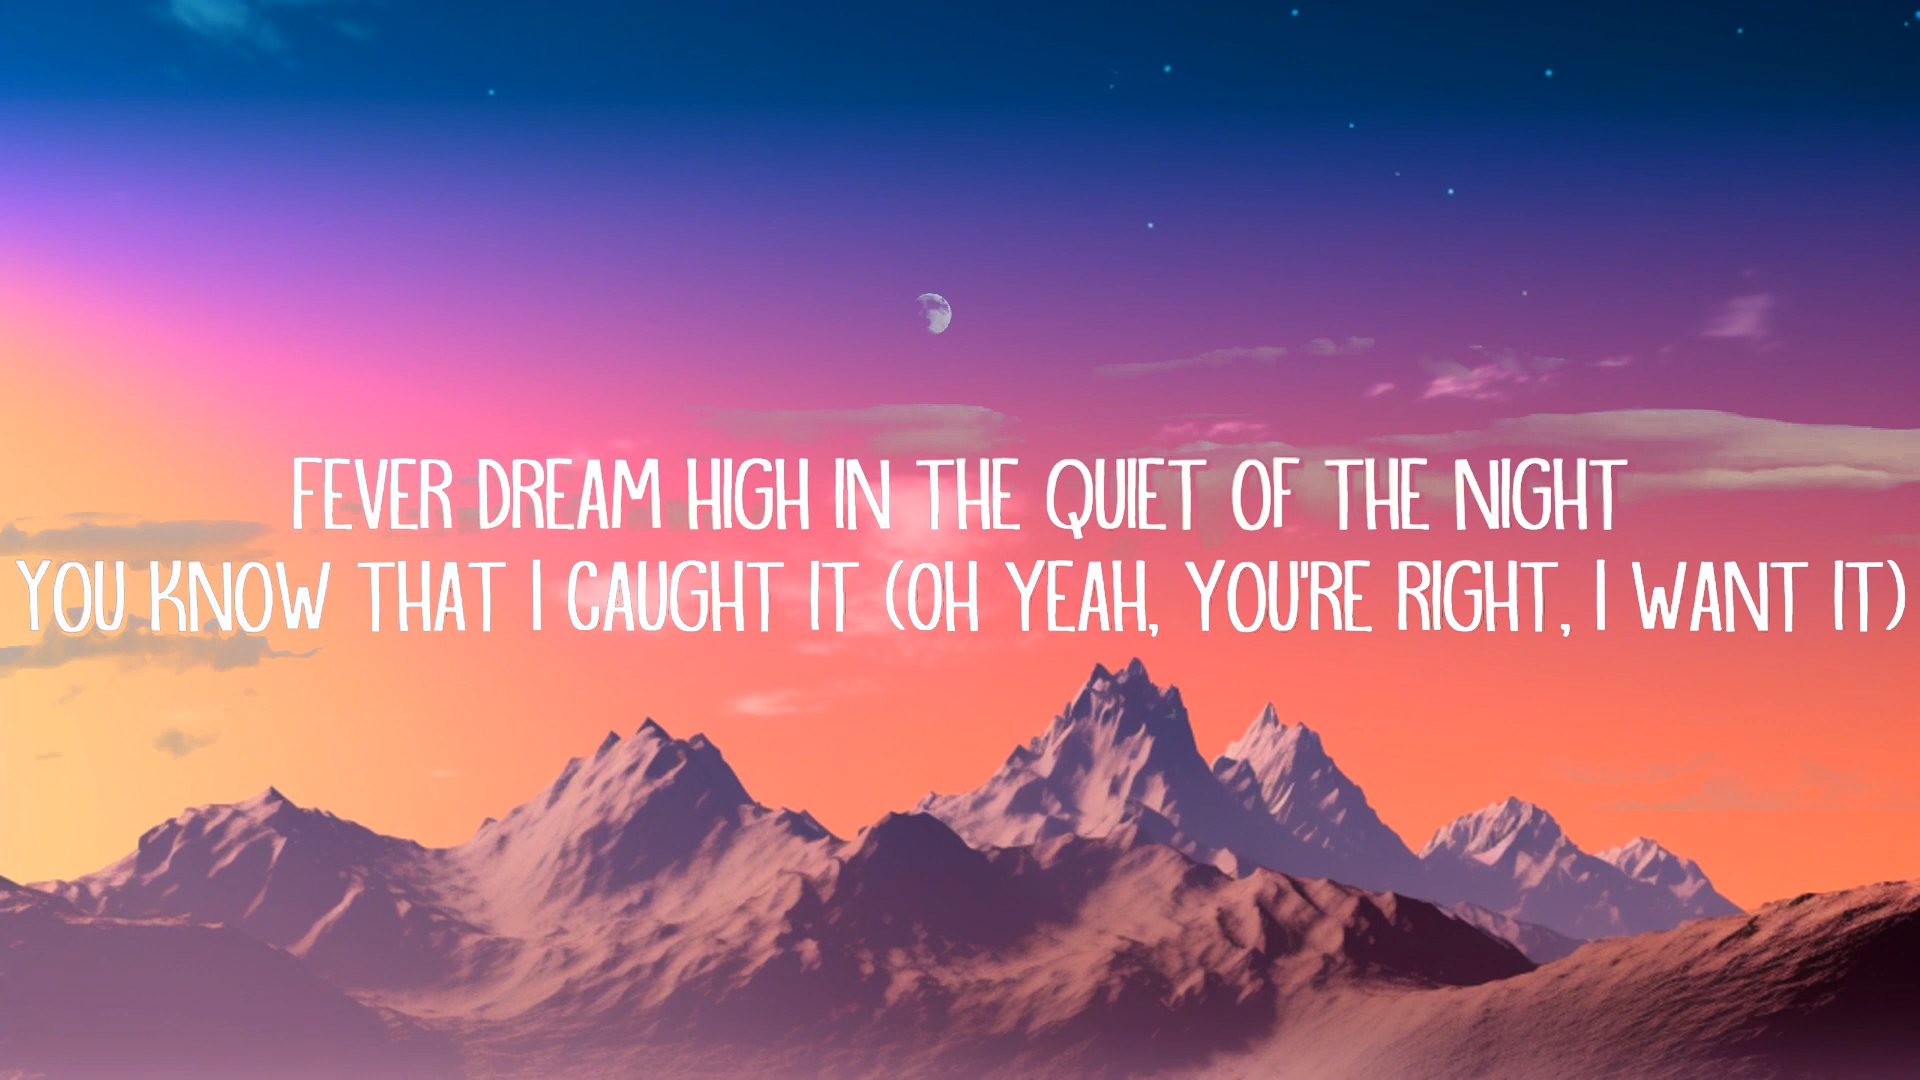 FEVER DREAM HIGH IN THE QUIET OF THE NIGHT
YOU KNOW THAT I CAUGHT IT (OH YEAH, YOU'RE RIGHT, I WANT IT)